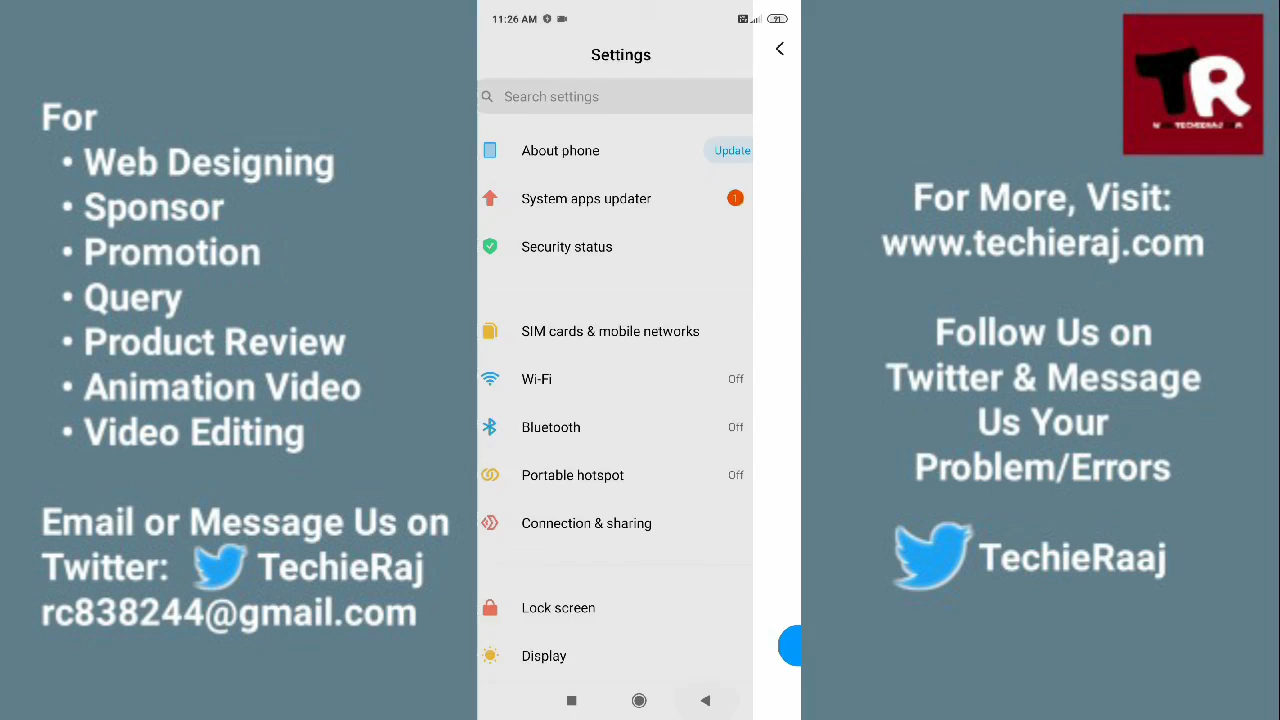 For
• Web Designing
• Sponsor
• Promotion
• Query
• Product Review
• Animation Video
• Video Editing
Email or Message Us on
Twitter: TechieRaj
rc838244@gmail.com
11:26 AM
91
Settings
Search settings
About phone Update
System apps updater 1
Security status
SIM cards & mobile networks
Wi-Fi Off
Bluetooth Off
Portable hotspot Off
Connection & sharing
Lock screen
Display
TR
For More, Visit:
www.techieraj.com
Follow Us on
Twitter & Message
Us Your
Problem/Errors
TechieRaaj